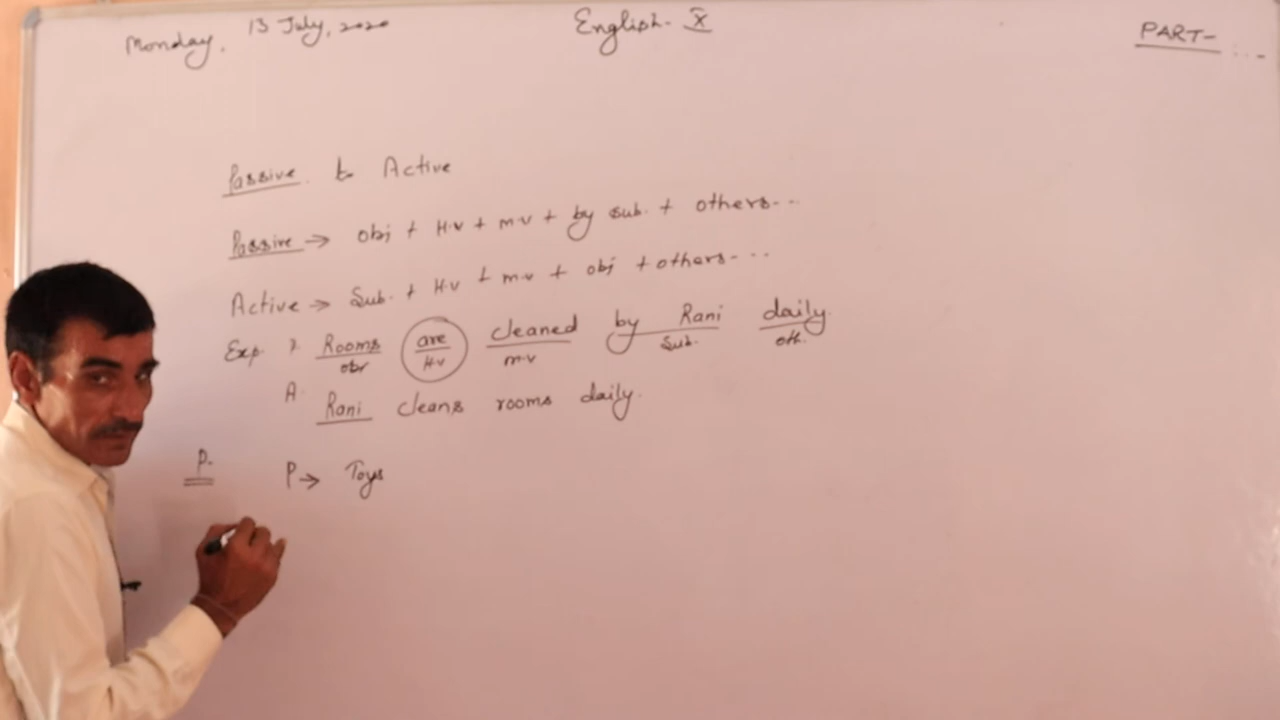 Monday, 13 July, 2020 English - X PART-
Passive to Active
Passive → obj + H.v + m.v + by sub. + others...
Active → Sub. + H.v + m.v + obj + others....
Exp. Rooms are cleaned by Rani daily
obj H.v m.v Sub. oth.
A. Rani cleans rooms daily.
P. P → Toys